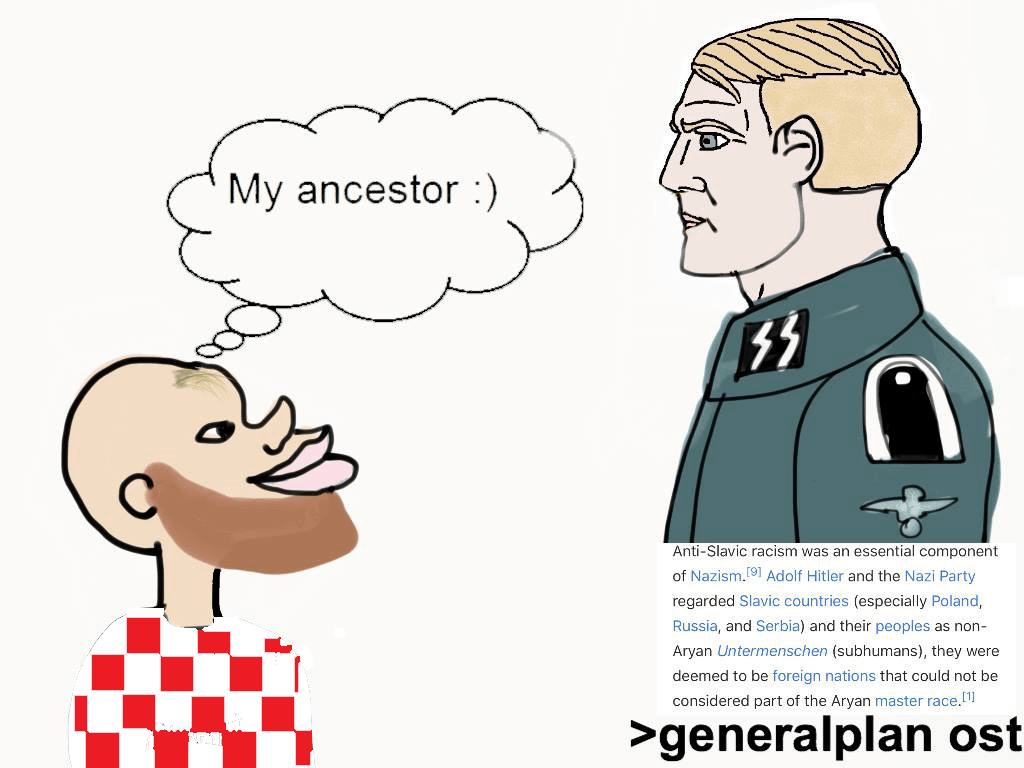 My ancestor :)
Anti-Slavic racism was an essential component
of Nazism.[9] Adolf Hitler and the Nazi Party
regarded Slavic countries (especially Poland,
Russia, and Serbia) and their peoples as non-
Aryan Untermenschen (subhumans), they were
deemed to be foreign nations that could not be
considered part of the Aryan master race.[1]
>generalplan ost